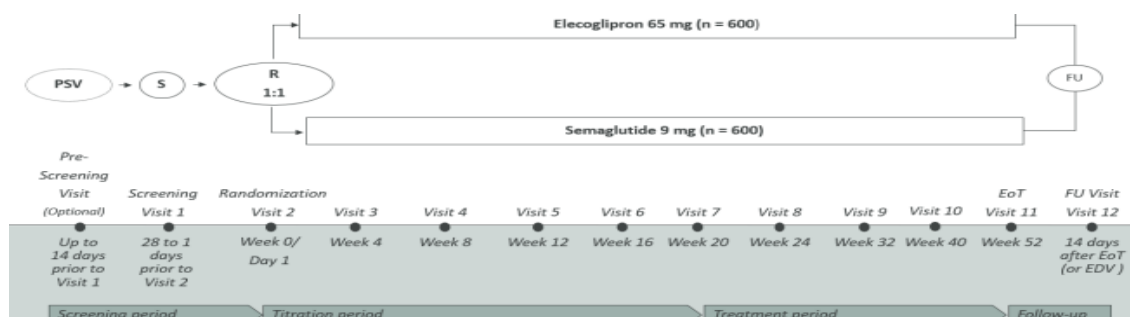 Elecoglipron 65 mg (n = 600)
PSV
S
R
1:1
FU
Semaglutide 9 mg (n = 600)
Pre-
Screening
Visit
(Optional)
Screening
Visit 1
Randomization
Visit 2
Visit 3
Visit 4
Visit 5
Visit 6
Visit 7
Visit 8
Visit 9
Visit 10
EoT
Visit 11
FU Visit
Visit 12
Up to
14 days
prior to
Visit 1
28 to 1
days
prior to
Visit 2
Week 0/
Day 1
Week 4
Week 8
Week 12
Week 16
Week 20
Week 24
Week 32
Week 40
Week 52
14 days
after EoT
(or EDV )
Screening period
Titration period
Treatment period
Follow-up